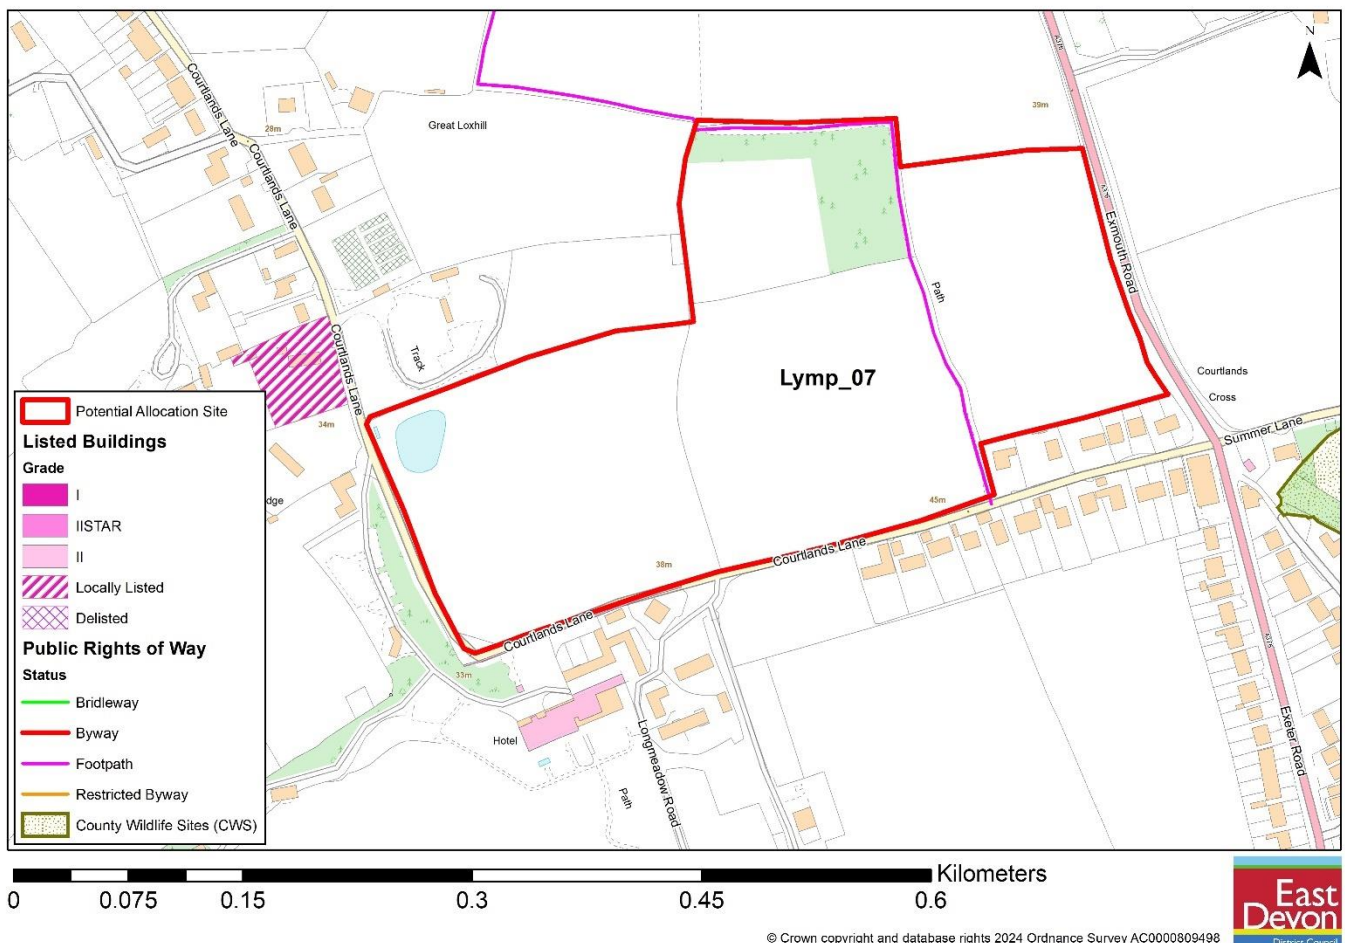 Courtlands Lane
A376
N
39m
28m
Great Loxhill
Courtlands Lane
A376
Exmouth Road
Path
Courtlands Lane
Track
Lymp_07
Courtlands
Cross
Summer Lane
34m
dge
45m
38m
Courtlands Lane
Courtlands Lane
33m
Hotel
Longmeadow Road
Path
A376
Exeter Road
Potential Allocation Site
Listed Buildings
Grade
I
IISTAR
II
Locally Listed
Delisted
Public Rights of Way
Status
Bridleway
Byway
Footpath
Restricted Byway
County Wildlife Sites (CWS)
Kilometers
0 0.075 0.15 0.3 0.45 0.6
East
Devon
District Council
© Crown copyright and database rights 2024 Ordnance Survey AC0000809498